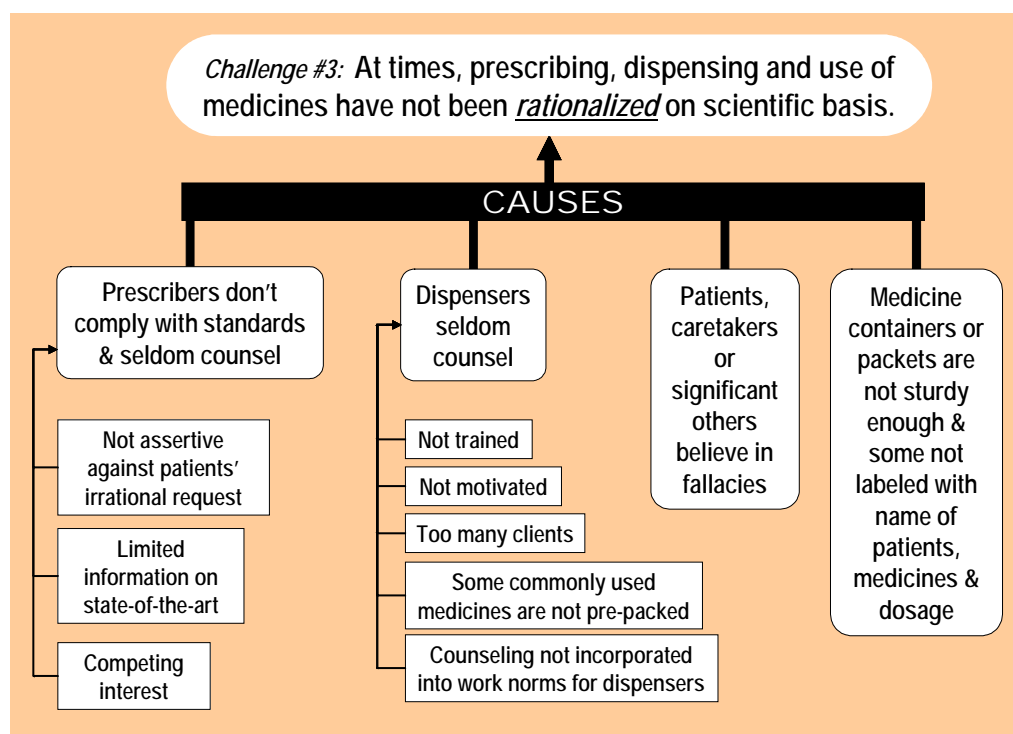 Challenge #3: At times, prescribing, dispensing and use of
medicines have not been rationalized on scientific basis.
CAUSES
Prescribers don't
comply with standards
& seldom counsel
Not assertive
against patients'
irrational request
Limited
information on
state-of-the-art
Competing
interest
Dispensers
seldom
counsel
Not trained
Not motivated
Too many clients
Some commonly used
medicines are not pre-packed
Counseling not incorporated
into work norms for dispensers
Patients,
caretakers
or
significant
others
believe in
fallacies
Medicine
containers or
packets are
not sturdy
enough &
some not
labeled with
name of
patients,
medicines &
dosage